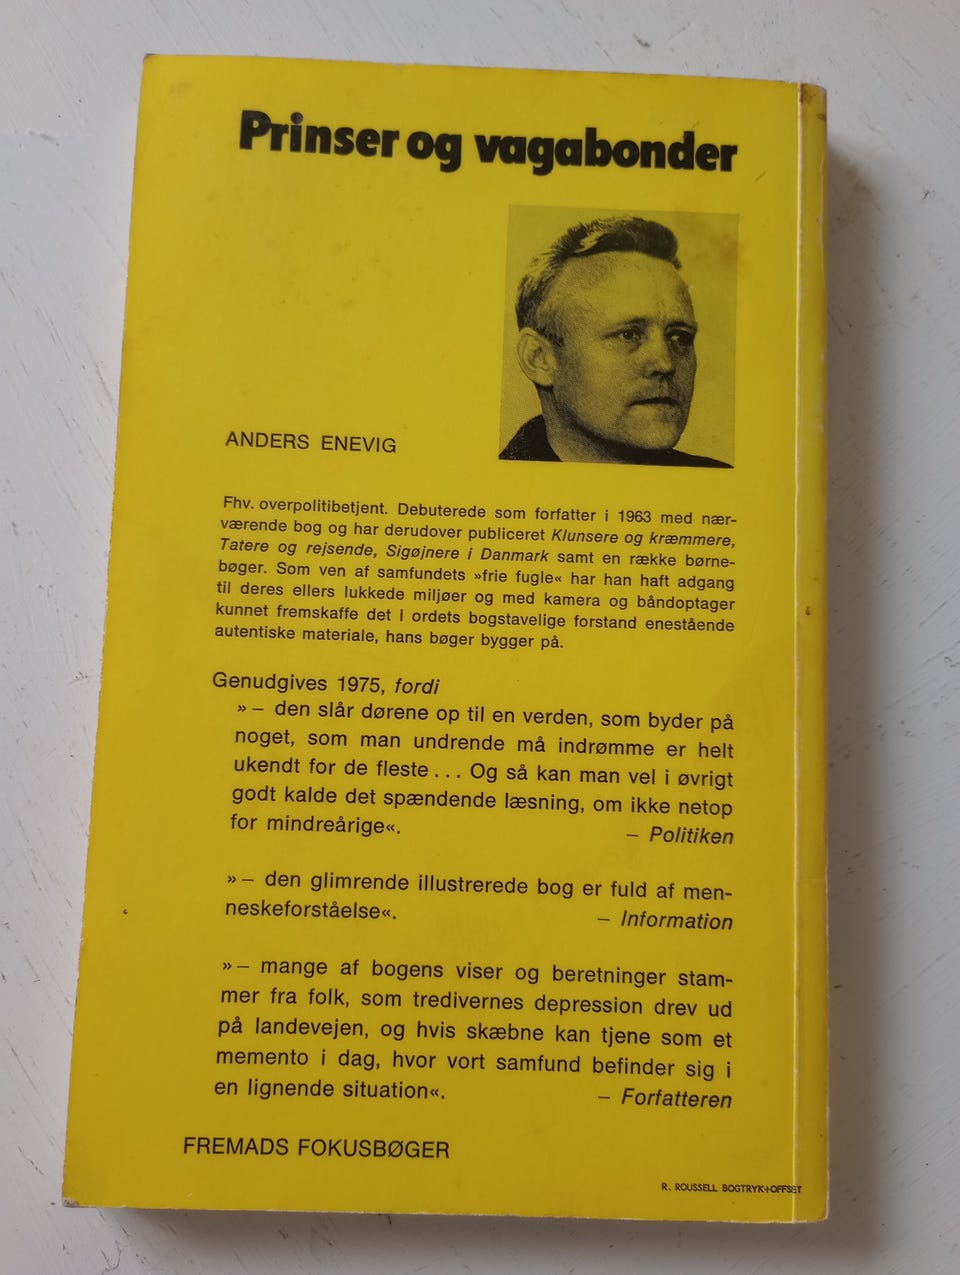 Prinser og vagabonder
ANDERS ENEVIG
Fhv. overpolitibetjent. Debuterede som forfatter i 1963 med nær-
værende bog og har derudover publiceret Klunsere og kræmmere,
Tatere og rejsende, Sigøjnere i Danmark samt en række børne-
bøger. Som ven af samfundets »frie fugle« har han haft adgang
til deres ellers lukkede miljøer og med kamera og båndoptager
kunnet fremskaffe det i ordets bogstavelige forstand enestående
autentiske materiale, hans bøger bygger på.
Genudgives 1975, fordi
»– den slår dørene op til en verden, som byder på
noget, som man undrende må indrømme er helt
ukendt for de fleste... Og så kan man vel i øvrigt
godt kalde det spændende læsning, om ikke netop
for mindreårige«. – Politiken
»– den glimrende illustrerede bog er fuld af men-
neskeforståelse«. – Information
»– mange af bogens viser og beretninger stam-
mer fra folk, som tredivernes depression drev ud
på landevejen, og hvis skæbne kan tjene som et
memento i dag, hvor vort samfund befinder sig i
en lignende situation«. – Forfatteren
FREMADS FOKUSBØGER
R. ROUSSELL BOGTRYK+OFFSET